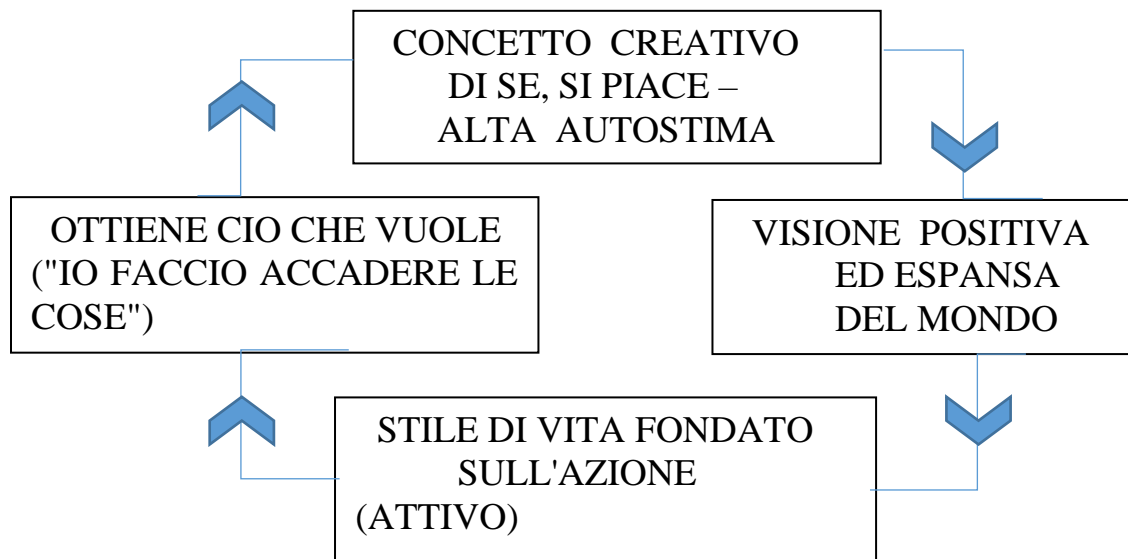 CONCETTO CREATIVO
DI SE, SI PIACE –
ALTA AUTOSTIMA
OTTIENE CIO CHE VUOLE
("IO FACCIO ACCADERE LE
COSE")
VISIONE POSITIVA
ED ESPANSA
DEL MONDO
STILE DI VITA FONDATO
SULL'AZIONE
(ATTIVO)